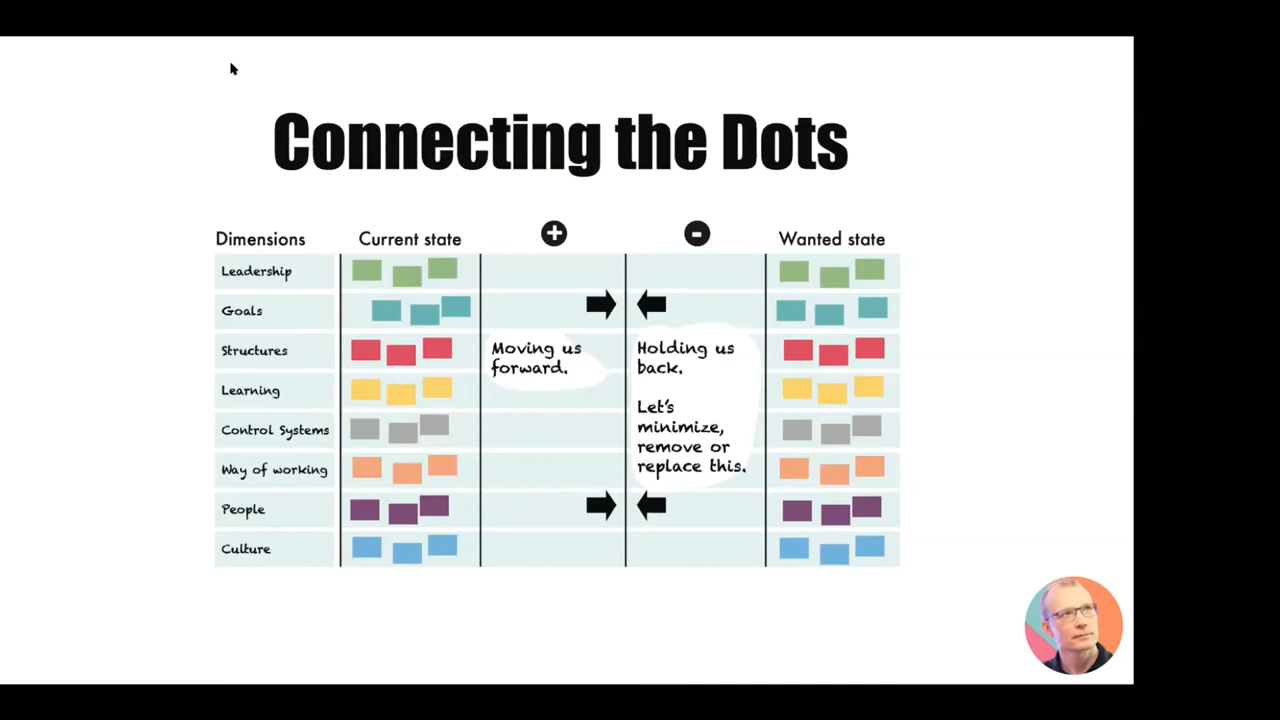 Connecting the Dots
Dimensions
Current state
+
-
Wanted state
Leadership
Goals
Structures
Learning
Control Systems
Way of working
People
Culture
Moving us
forward.
Holding us
back.
Let's
minimize,
remove or
replace this.